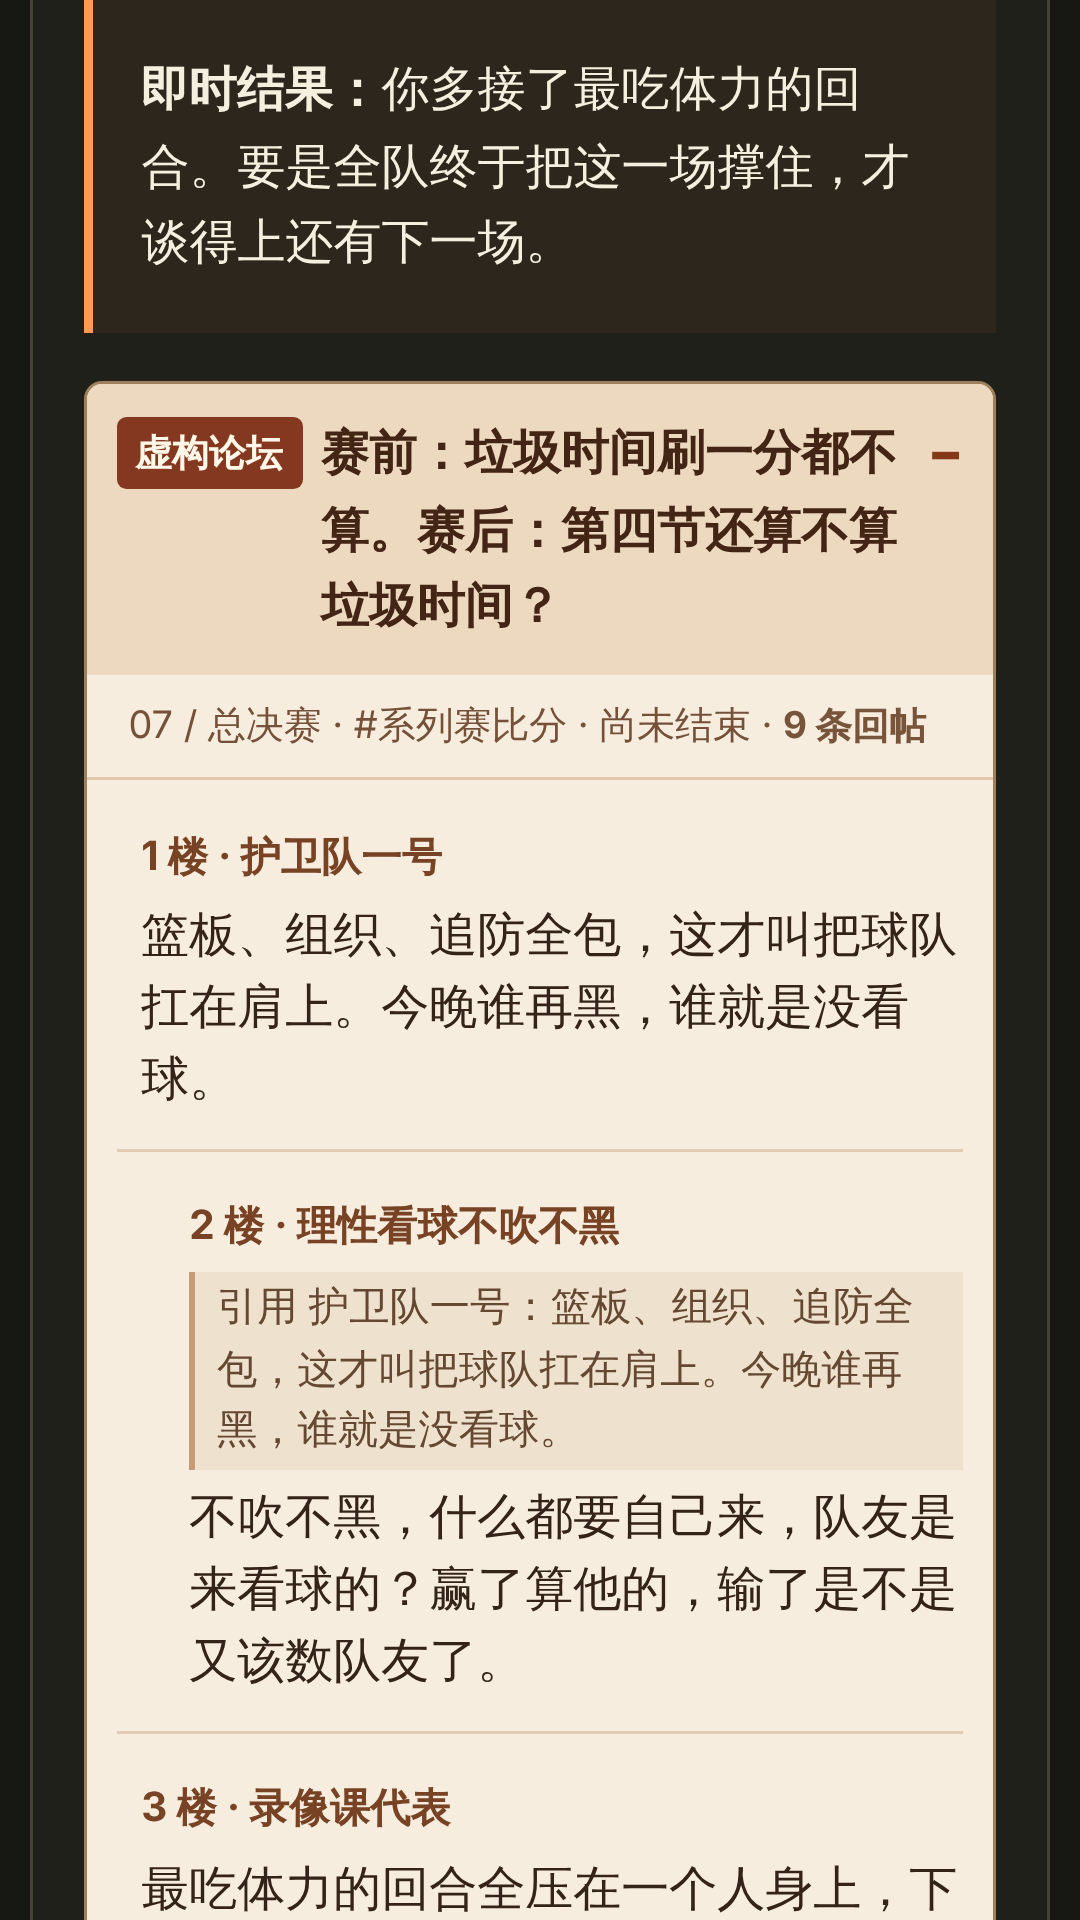 即时结果：你多接了最吃体力的回
合。要是全队终于把这一场撑住，才
谈得上还有下一场。
虚构论坛
赛前：垃圾时间刷一分都不
算。赛后：第四节还算不算
垃圾时间？
–
07 / 总决赛 · #系列赛比分 · 尚未结束 · 9 条回帖
1 楼 · 护卫队一号
篮板、组织、追防全包，这才叫把球队
扛在肩上。今晚谁再黑，谁就是没看
球。
2 楼 · 理性看球不吹不黑
引用 护卫队一号：篮板、组织、追防全
包，这才叫把球队扛在肩上。今晚谁再
黑，谁就是没看球。
不吹不黑，什么都要自己来，队友是
来看球的？赢了算他的，输了是不是
又该数队友了。
3 楼 · 录像课代表
最吃体力的回合全压在一个人身上，下